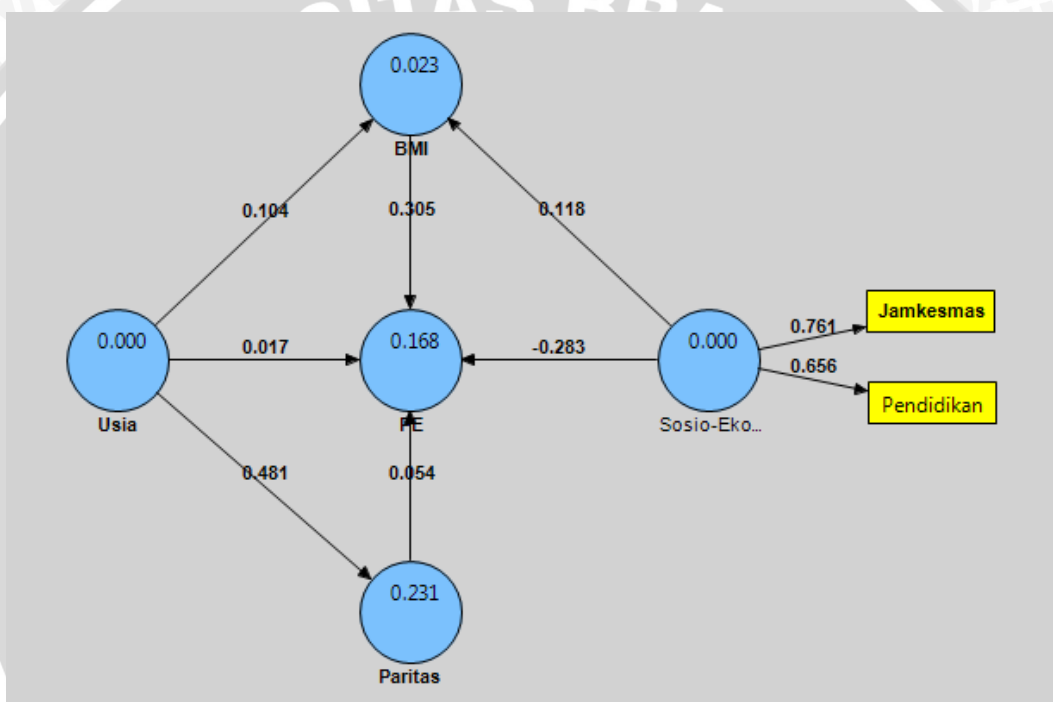 0.023
BMI
0.104
0.305
0.118
0.000
Usia
0.017
0.168
PE
-0.283
0.000
Sosio-Eko...
0.761
Jamkesmas
0.656
Pendidikan
0.481
0.054
0.231
Paritas